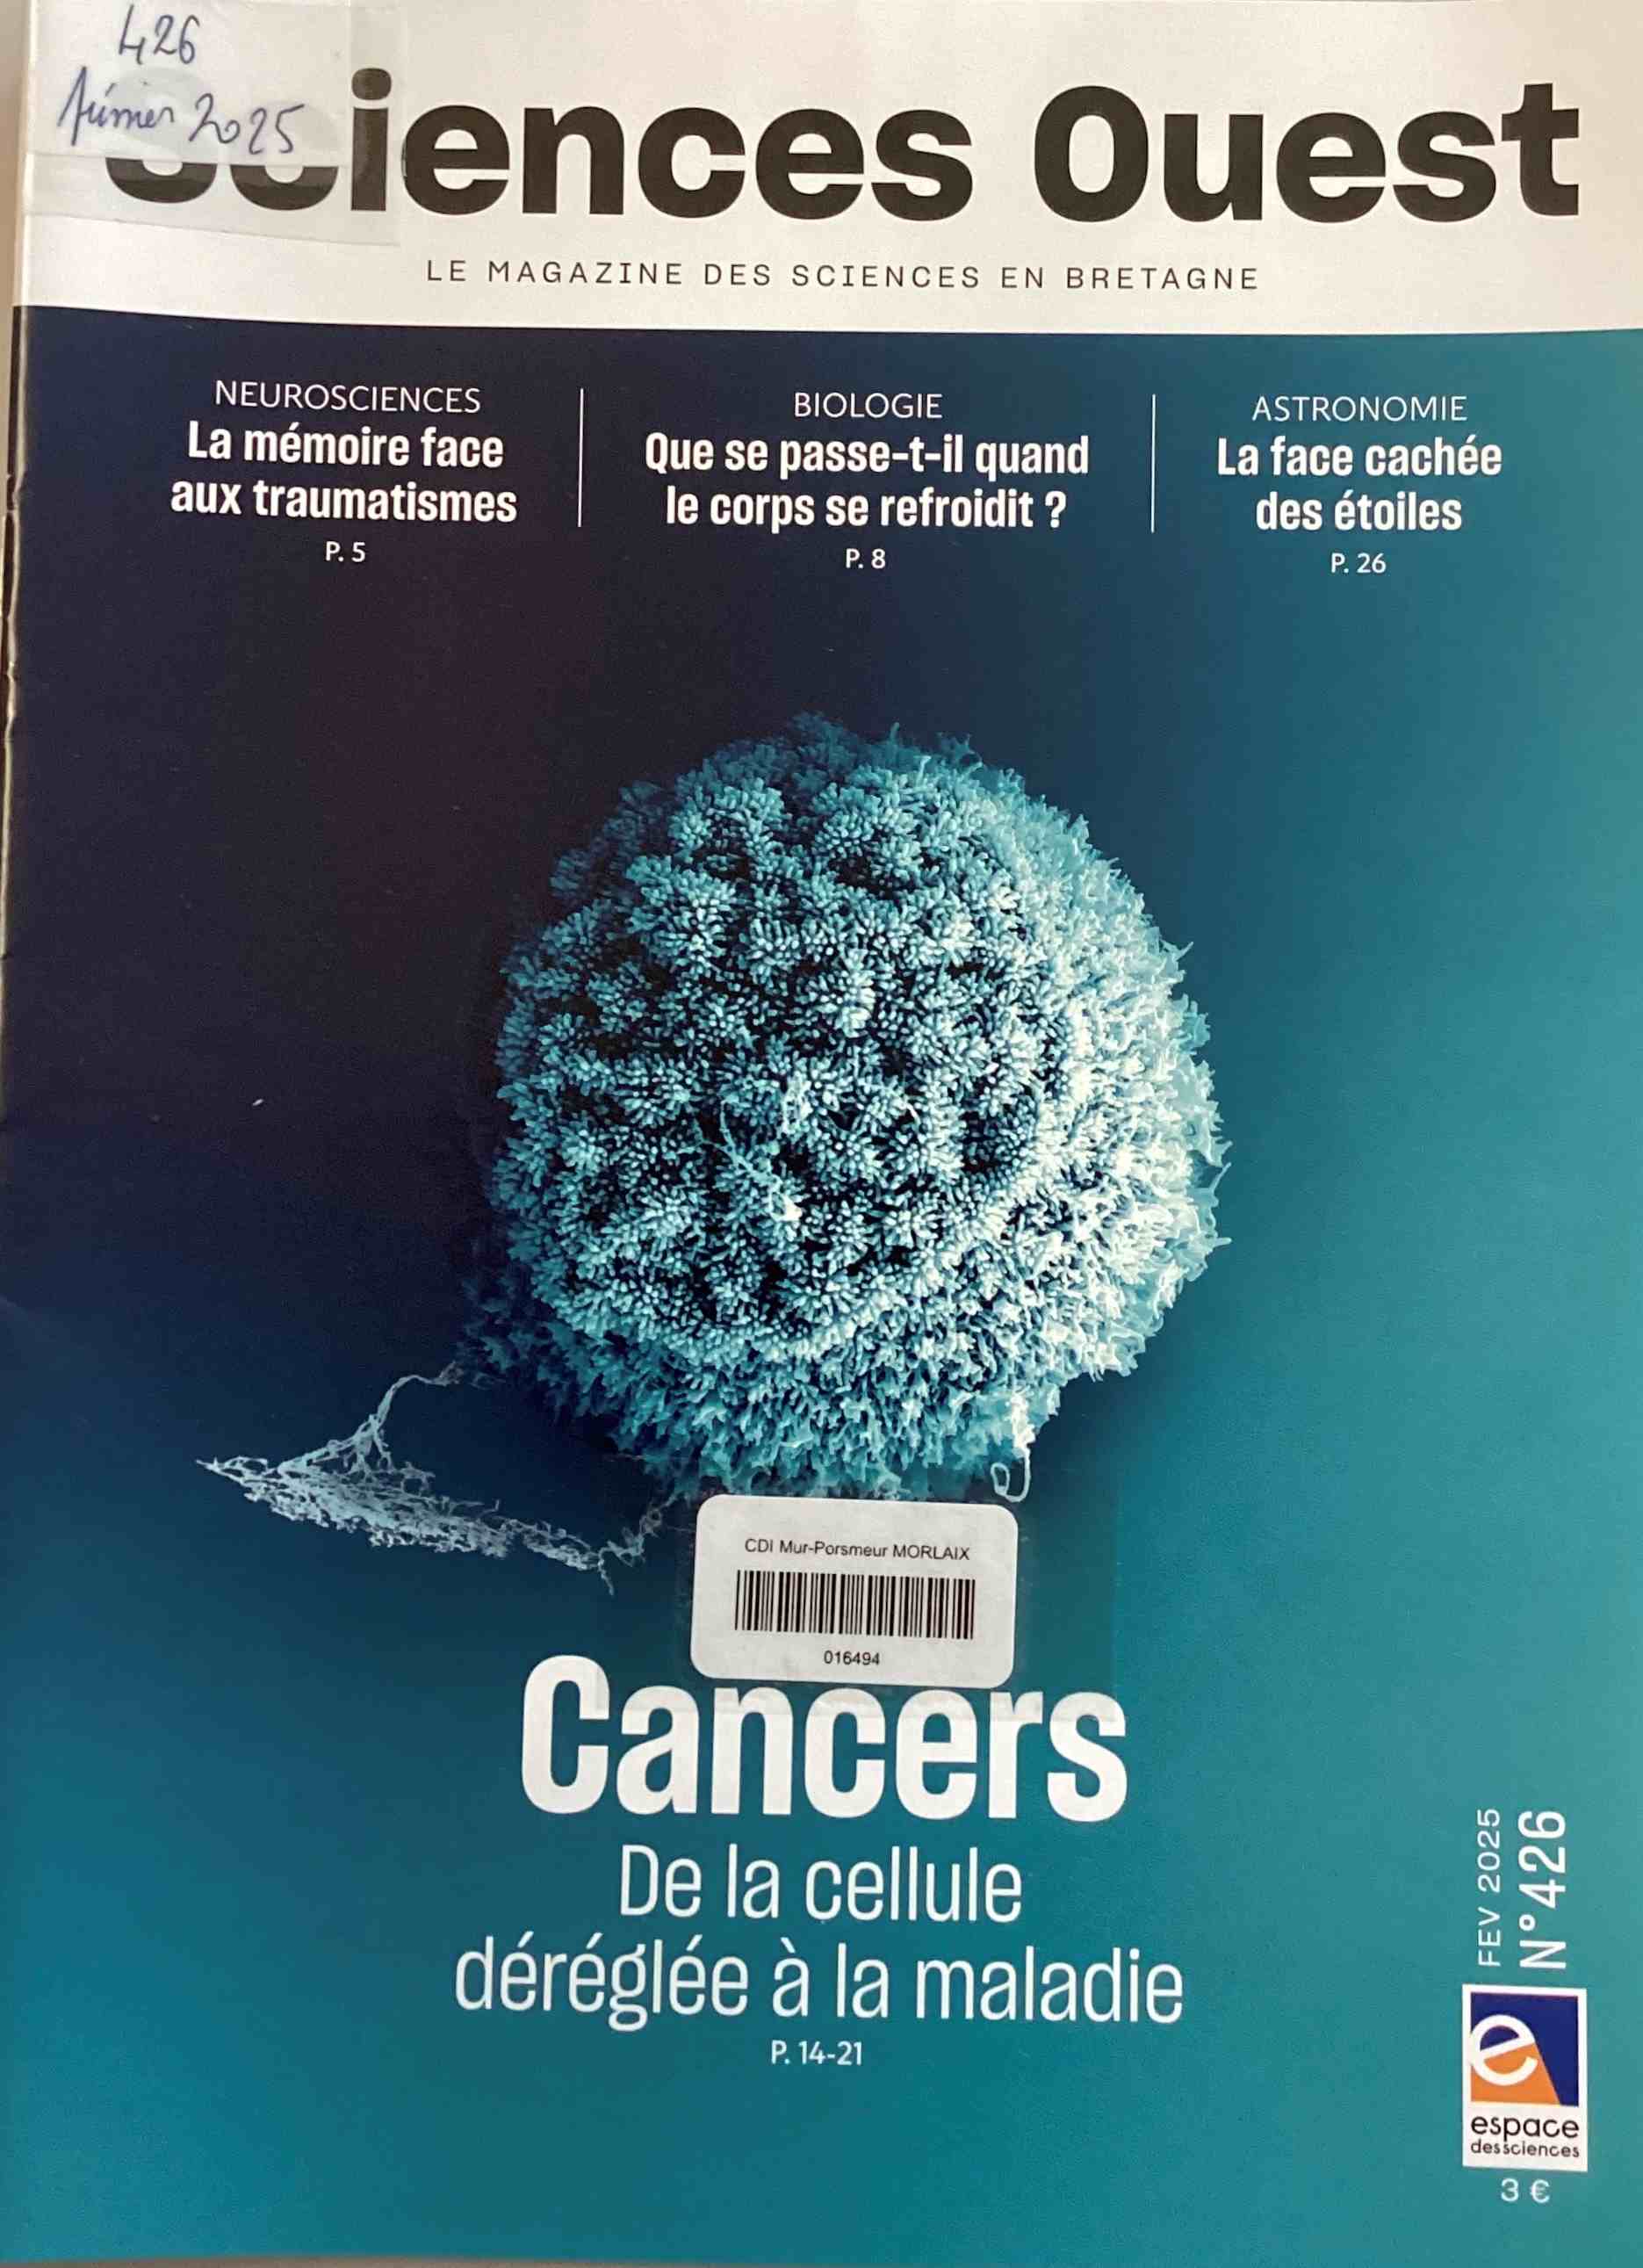 426
février 2025
Sciences Ouest
LE MAGAZINE DES SCIENCES EN BRETAGNE
NEUROSCIENCES
La mémoire face
aux traumatismes
P. 5
BIOLOGIE
Que se passe-t-il quand
le corps se refroidit ?
P. 8
ASTRONOMIE
La face cachée
des étoiles
P. 26
CDI Mur-Porsmeur MORLAIX
016494
Cancers
De la cellule
déréglée à la maladie
P. 14-21
FEV 2025
N°426
e
espace
des sciences
3 €